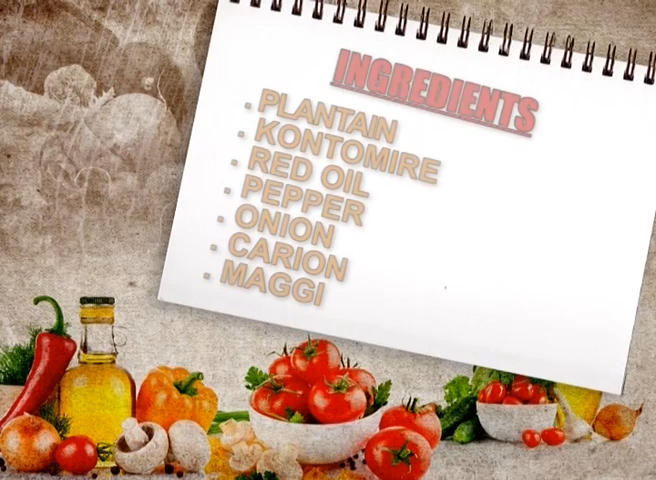 INGREDIENTS
▪ PLANTAIN
▪ KONTOMIRE
▪ RED OIL
▪ PEPPER
▪ ONION
▪ CARION
▪ MAGGI